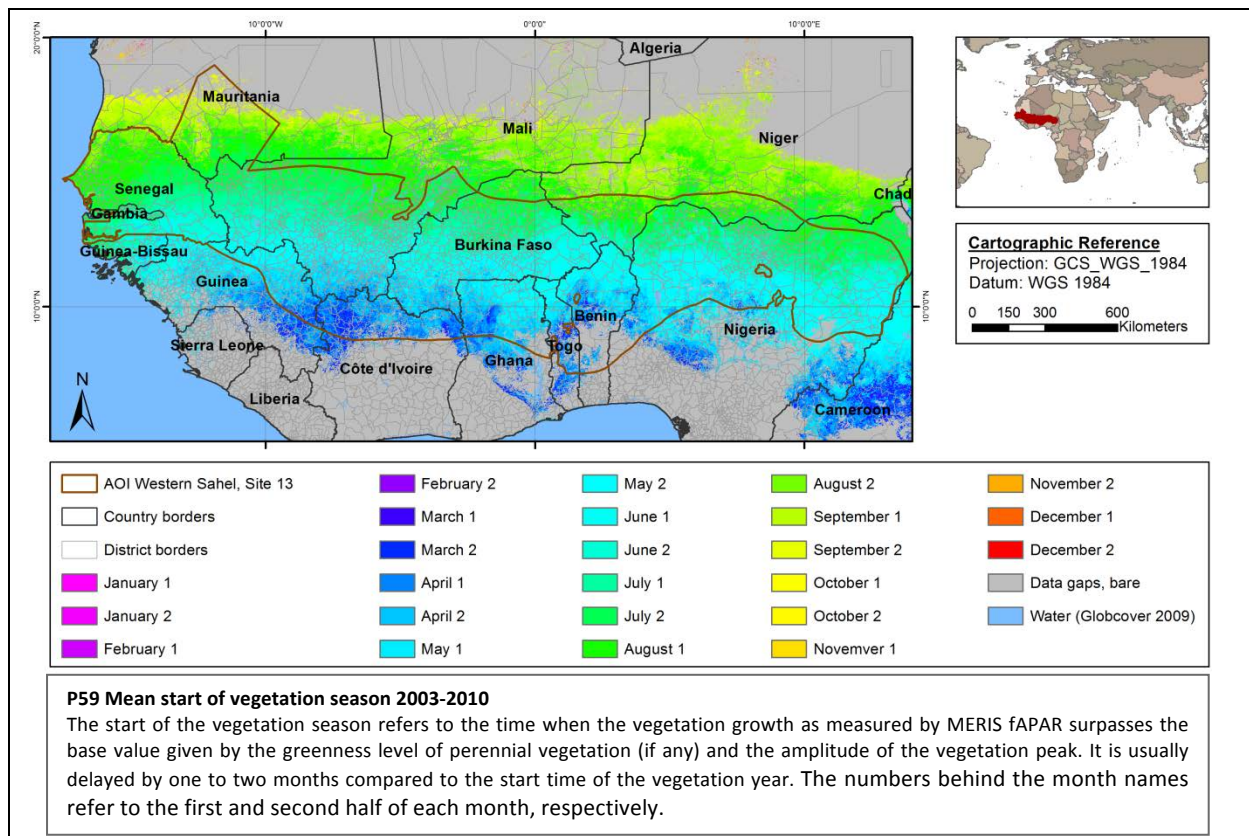 10°0'0"W
0°0'0"
10°0'0"E
20°0'0"N
Algeria
Mauritania
Mali
Niger
Chad
Senegal
Gambia
Guinea-Bissau
Burkina Faso
Guinea
10°0'0"N
10°0'0"N
Benin
Nigeria
Sierra Leone
Togo
Ghana
Côte d'Ivoire
Liberia
Cameroon
N
Cartographic Reference
Projection: GCS_WGS_1984
Datum: WGS 1984
0 150 300 600
Kilometers
AOI Western Sahel, Site 13
Country borders
District borders
January 1
January 2
February 1
February 2
March 1
March 2
April 1
April 2
May 1
May 2
June 1
June 2
July 1
July 2
August 1
August 2
September 1
September 2
October 1
October 2
Novemver 1
November 2
December 1
December 2
Data gaps, bare
Water (Globcover 2009)
P59 Mean start of vegetation season 2003-2010
The start of the vegetation season refers to the time when the vegetation growth as measured by MERIS fAPAR surpasses the
base value given by the greenness level of perennial vegetation (if any) and the amplitude of the vegetation peak. It is usually
delayed by one to two months compared to the start time of the vegetation year. The numbers behind the month names
refer to the first and second half of each month, respectively.